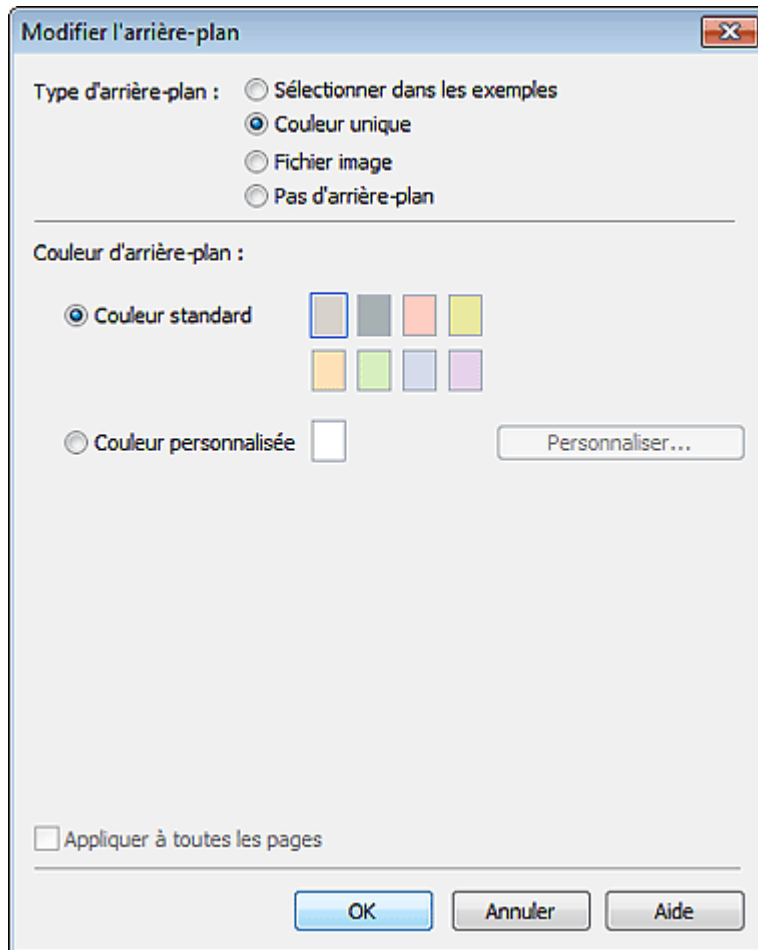 Modifier l'arrière-plan
Type d'arrière-plan :
Sélectionner dans les exemples
Couleur unique
Fichier image
Pas d'arrière-plan
Couleur d'arrière-plan :
Couleur standard
Couleur personnalisée
Personnaliser...
Appliquer à toutes les pages
OK
Annuler
Aide